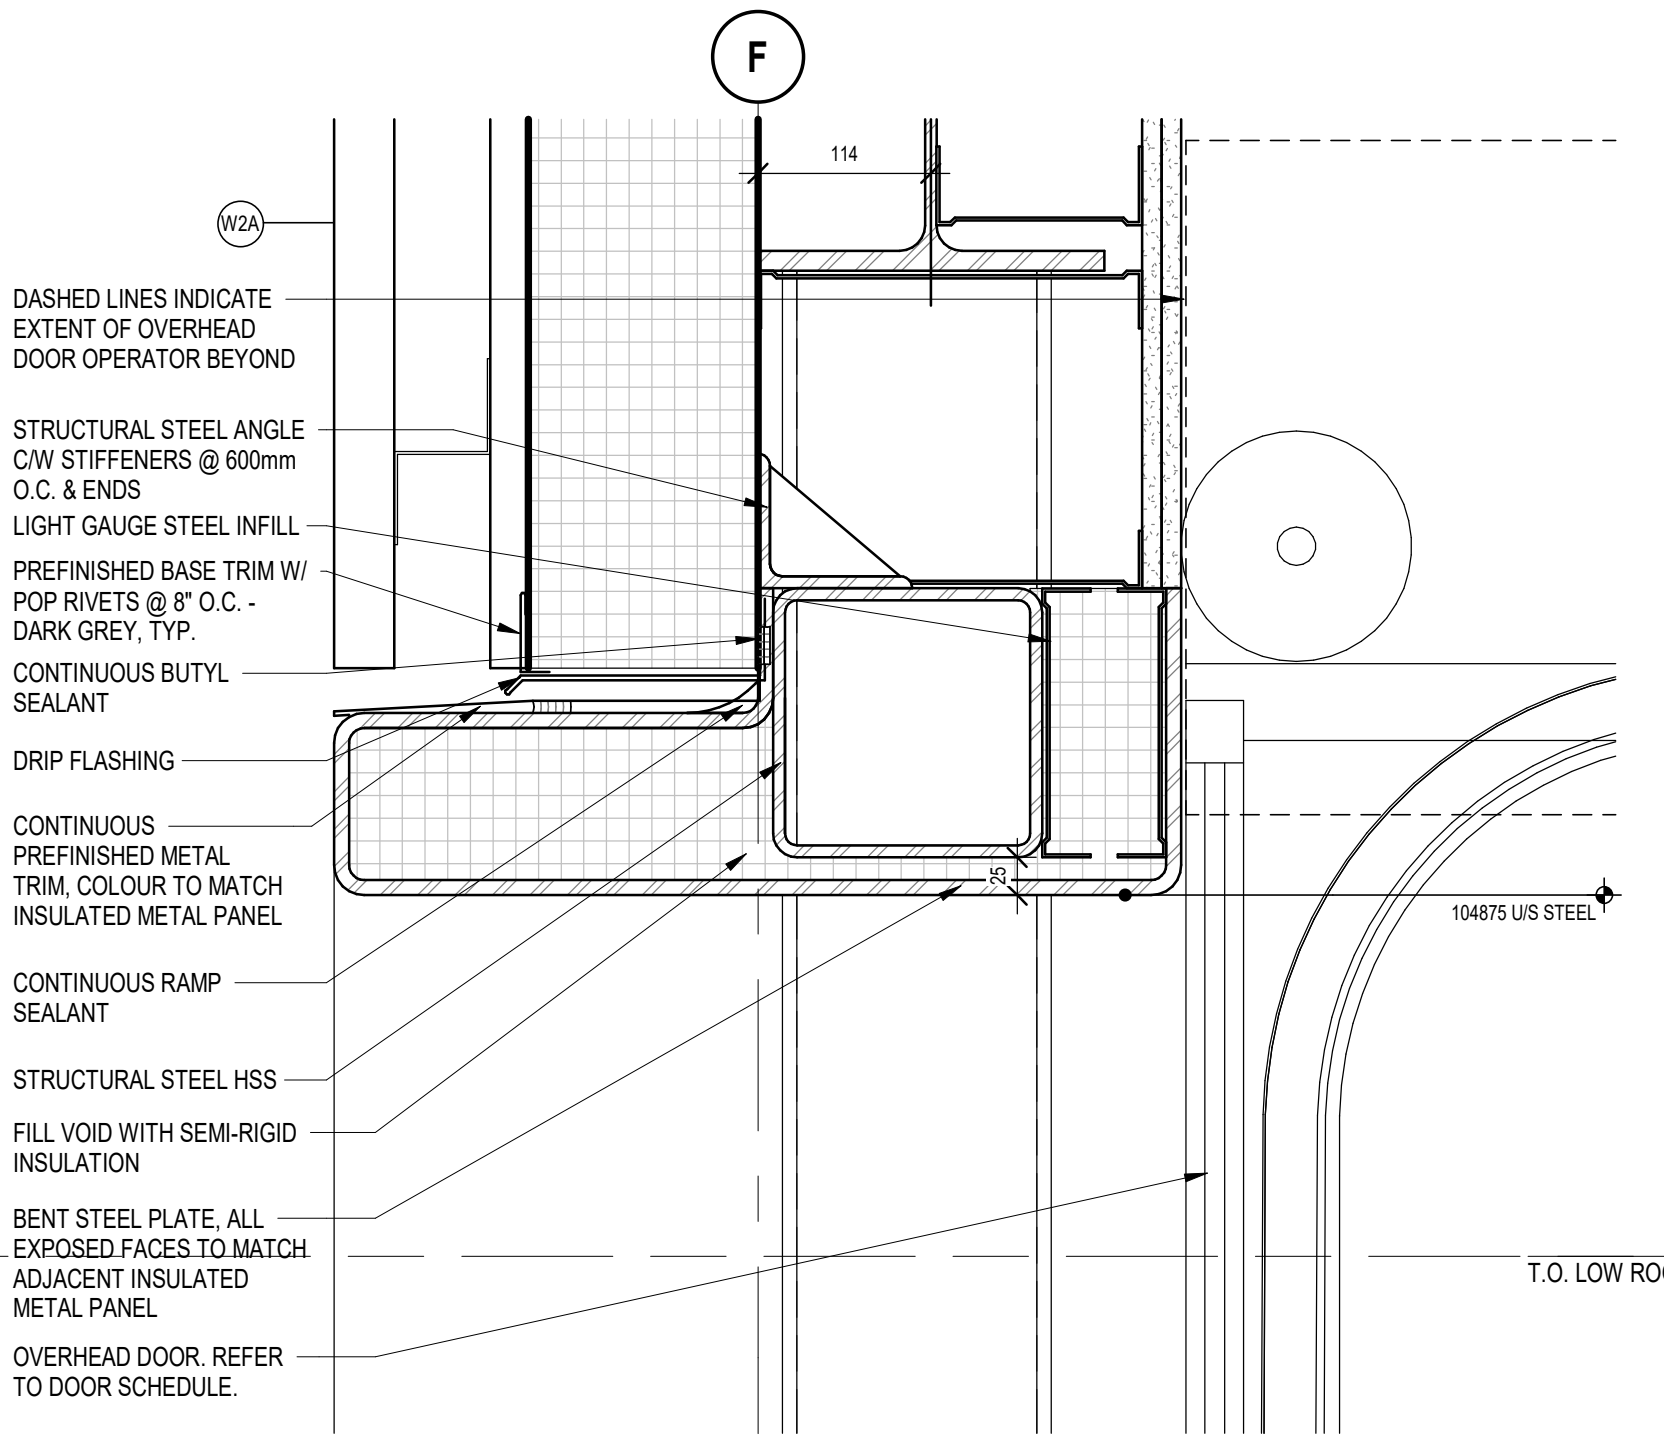 F
114
W2A
DASHED LINES INDICATE
EXTENT OF OVERHEAD
DOOR OPERATOR BEYOND
STRUCTURAL STEEL ANGLE
C/W STIFFENERS @ 600mm
O.C. & ENDS
LIGHT GAUGE STEEL INFILL
PREFINISHED BASE TRIM W/
POP RIVETS @ 8" O.C. -
DARK GREY, TYP.
CONTINUOUS BUTYL
SEALANT
DRIP FLASHING
CONTINUOUS
PREFINISHED METAL
TRIM, COLOUR TO MATCH
INSULATED METAL PANEL
25
104875 U/S STEEL
CONTINUOUS RAMP
SEALANT
STRUCTURAL STEEL HSS
FILL VOID WITH SEMI-RIGID
INSULATION
BENT STEEL PLATE, ALL
EXPOSED FACES TO MATCH
ADJACENT INSULATED
METAL PANEL
T.O. LOW
OVERHEAD DOOR. REFER
TO DOOR SCHEDULE.